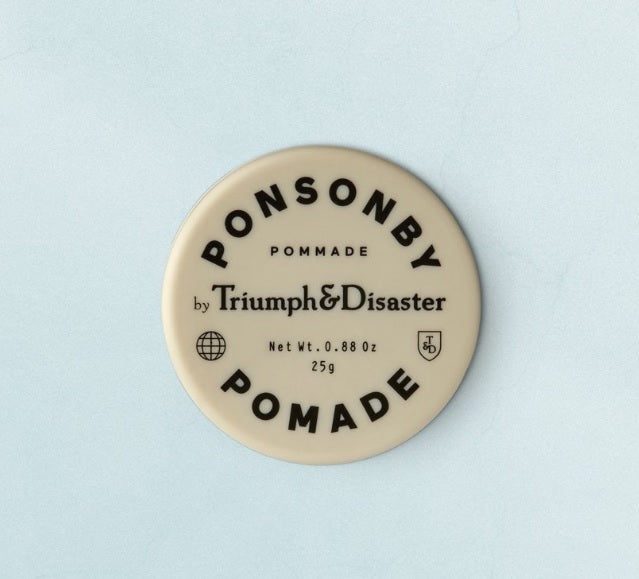 PONSONBY
POMMADE
by Triumph&Disaster
Net Wt. 0.88 Oz
25g
T&D
POMADE